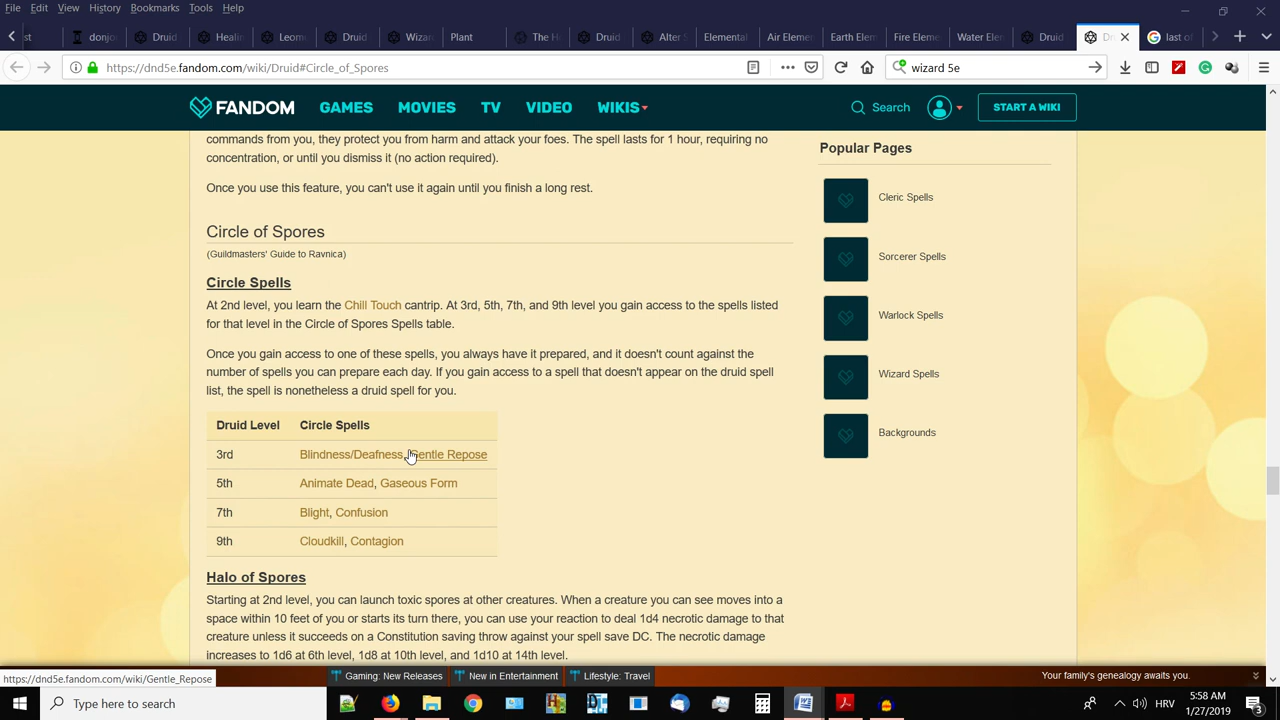 File Edit View History Bookmarks Tools Help
st donjo Druid Healin Leom Druid Wizar Plant The H Druid Alter S Elemental Air Elem Earth Elem Fire Eleme Water Elen Druid Dr last of
https://dnd5e.fandom.com/wiki/Druid#Circle_of_Spores
wizard 5e
FANDOM GAMES MOVIES TV VIDEO WIKIS Search START A WIKI
commands from you, they protect you from harm and attack your foes. The spell lasts for 1 hour, requiring no
concentration, or until you dismiss it (no action required).
Once you use this feature, you can't use it again until you finish a long rest.
Circle of Spores
(Guildmasters' Guide to Ravnica)
Circle Spells
At 2nd level, you learn the Chill Touch cantrip. At 3rd, 5th, 7th, and 9th level you gain access to the spells listed
for that level in the Circle of Spores Spells table.
Once you gain access to one of these spells, you always have it prepared, and it doesn't count against the
number of spells you can prepare each day. If you gain access to a spell that doesn't appear on the druid spell
list, the spell is nonetheless a druid spell for you.
Druid Level Circle Spells
3rd Blindness/Deafness, Gentle Repose
5th Animate Dead, Gaseous Form
7th Blight, Confusion
9th Cloudkill, Contagion
Halo of Spores
Starting at 2nd level, you can launch toxic spores at other creatures. When a creature you can see moves into a
space within 10 feet of you or starts its turn there, you can use your reaction to deal 1d4 necrotic damage to that
creature unless it succeeds on a Constitution saving throw against your spell save DC. The necrotic damage
increases to 1d6 at 6th level, 1d8 at 10th level, and 1d10 at 14th level.
Popular Pages
Cleric Spells
Sorcerer Spells
Warlock Spells
Wizard Spells
Backgrounds
https://dnd5e.fandom.com/wiki/Gentle_Repose
Gaming: New Releases New in Entertainment Lifestyle: Travel Your family's genealogy awaits you.
Type here to search
HRV
5:58 AM
1/27/2019
3